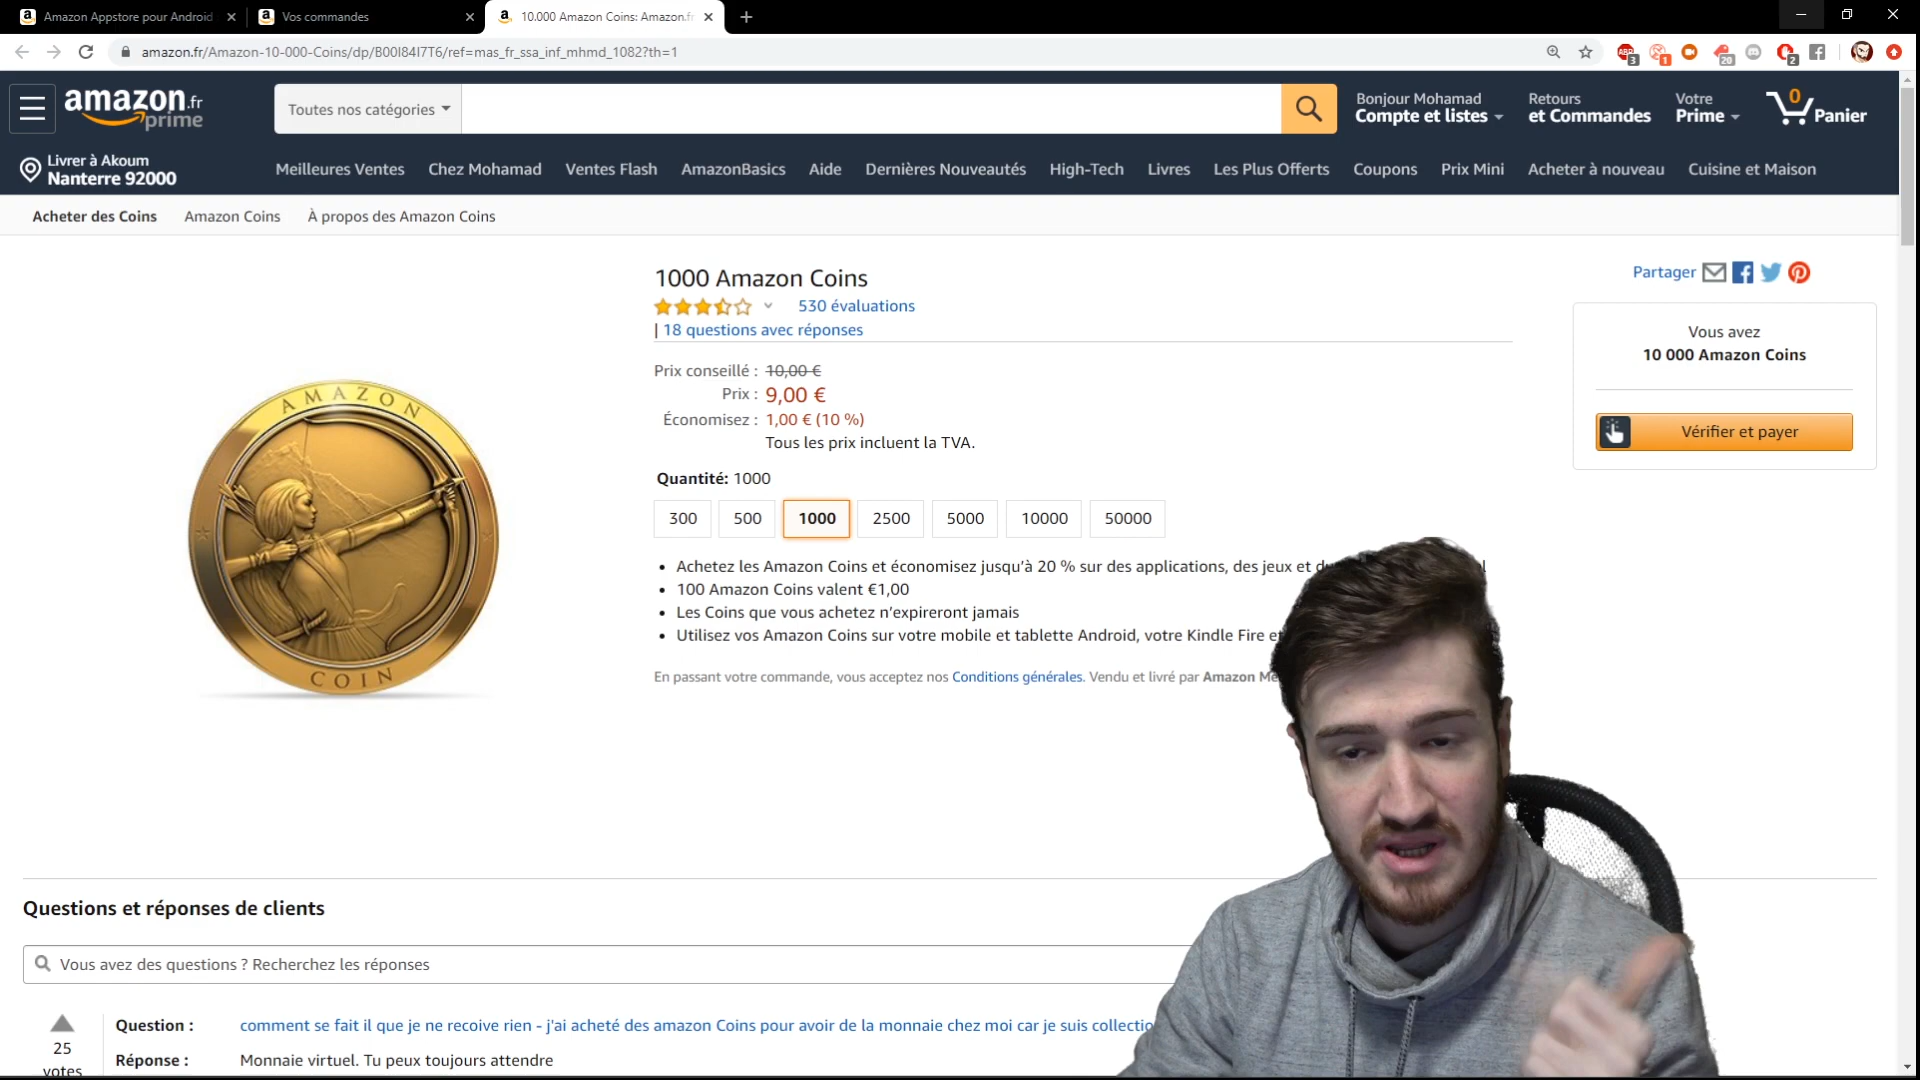 Amazon Appstore pour Android
Vos commandes
10.000 Amazon Coins: Amazon.fr
amazon.fr/Amazon-10-000-Coins/dp/B00I84I7T6/ref=mas_fr_ssa_inf_mhmd_1082?th=1
3
1
20
2
amazon.fr
prime
Toutes nos catégories
Bonjour Mohamad
Compte et listes
Retours
et Commandes
Votre
Prime
0
Panier
Livrer à Akoum
Nanterre 92000
Meilleures Ventes
Chez Mohamad
Ventes Flash
AmazonBasics
Aide
Dernières Nouveautés
High-Tech
Livres
Les Plus Offerts
Coupons
Prix Mini
Acheter à nouveau
Cuisine et Maison
Acheter des Coins
Amazon Coins
À propos des Amazon Coins
AMAZON
COIN
1000 Amazon Coins
530 évaluations
| 18 questions avec réponses
Prix conseillé : 10,00 €
Prix : 9,00 €
Économisez : 1,00 € (10 %)
Tous les prix incluent la TVA.
Quantité: 1000
300
500
1000
2500
5000
10000
50000
• Achetez les Amazon Coins et économisez jusqu'à 20 % sur des applications, des jeux et
• 100 Amazon Coins valent €1,00
• Les Coins que vous achetez n'expireront jamais
• Utilisez vos Amazon Coins sur votre mobile et tablette Android, votre Kindle Fire et
En passant votre commande, vous acceptez nos Conditions générales. Vendu et livré par Amazon
Partager
Vous avez
10 000 Amazon Coins
Vérifier et payer
Questions et réponses de clients
Vous avez des questions ? Recherchez les réponses
25
votes
Question : comment se fait il que je ne recoive rien - j'ai acheté des amazon Coins pour avoir de la monnaie chez moi car je suis
Réponse : Monnaie virtuel. Tu peux toujours attendre